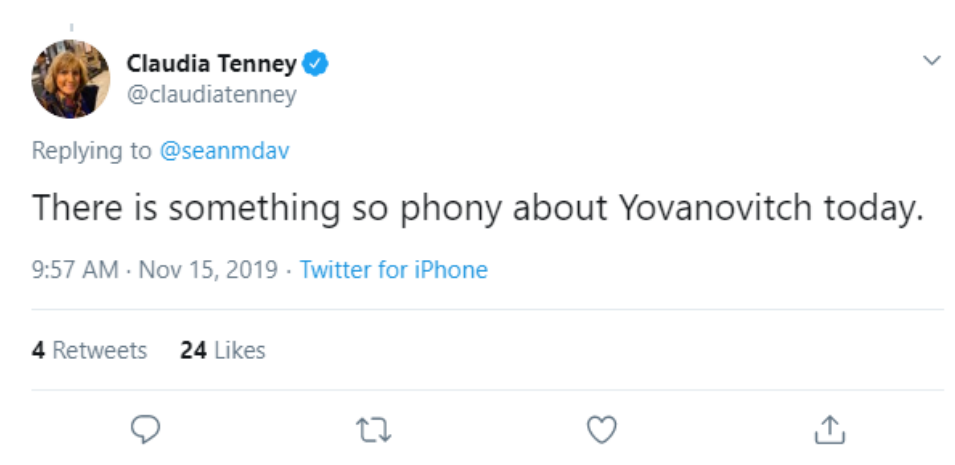 Claudia Tenney
@claudiatenney
Replying to @seanmdav
There is something so phony about Yovanovitch today.
9:57 AM · Nov 15, 2019 · Twitter for iPhone
4 Retweets 24 Likes